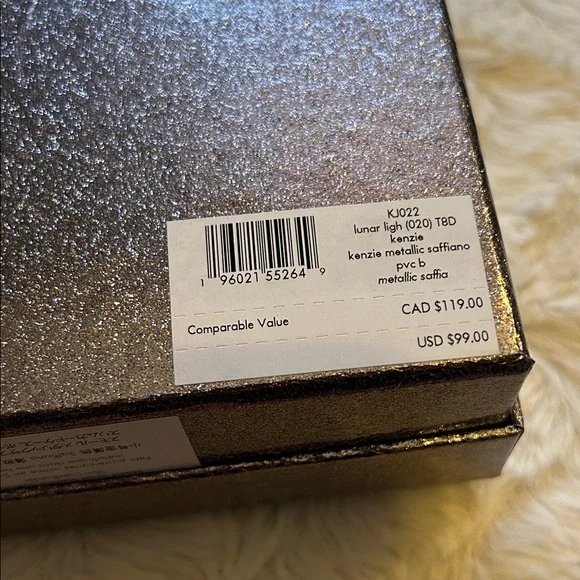 KJ022
lunar ligh (020) T8D
kenzie
kenzie metallic saffiano
pvc b
metallic saffia
1 96021 55264 9
CAD $119.00
Comparable Value
USD $99.00